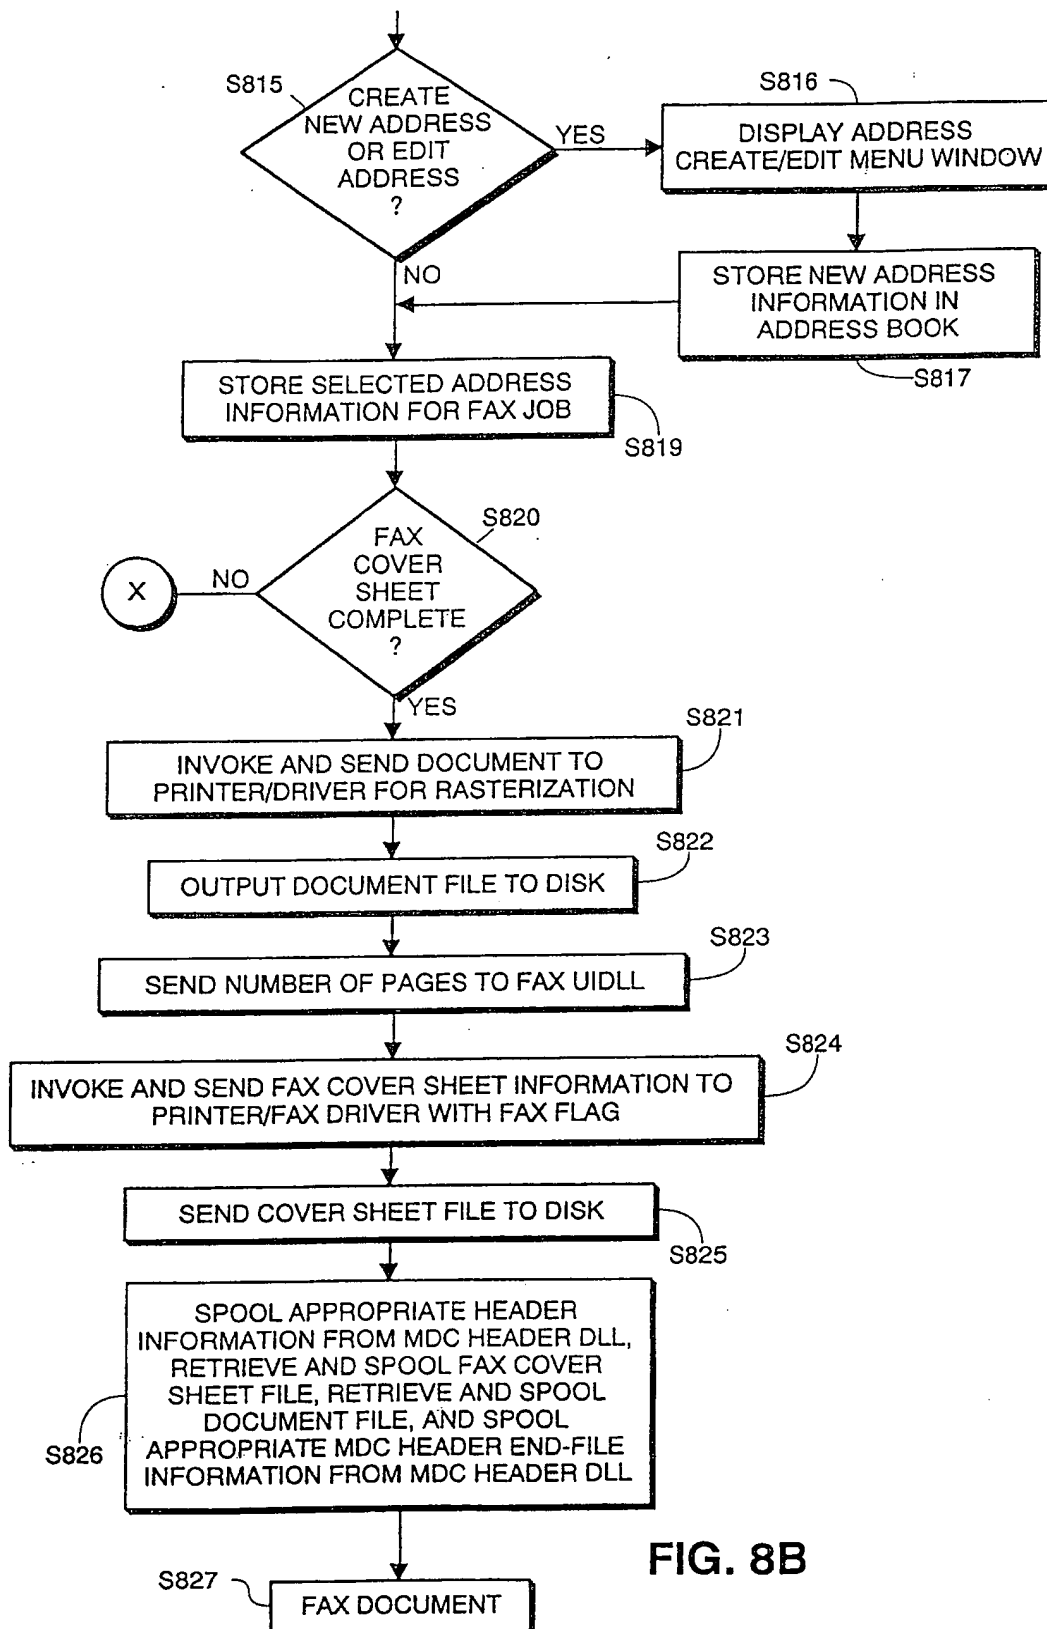 S815
CREATE
NEW ADDRESS
OR EDIT
ADDRESS
?
YES
S816
DISPLAY ADDRESS
CREATE/EDIT MENU WINDOW
NO
STORE NEW ADDRESS
INFORMATION IN
ADDRESS BOOK
S817
STORE SELECTED ADDRESS
INFORMATION FOR FAX JOB
S819
S820
FAX
COVER
SHEET
COMPLETE
?
NO
X
YES
S821
INVOKE AND SEND DOCUMENT TO
PRINTER/DRIVER FOR RASTERIZATION
S822
OUTPUT DOCUMENT FILE TO DISK
S823
SEND NUMBER OF PAGES TO FAX UIDLL
S824
INVOKE AND SEND FAX COVER SHEET INFORMATION TO
PRINTER/FAX DRIVER WITH FAX FLAG
SEND COVER SHEET FILE TO DISK
S825
SPOOL APPROPRIATE HEADER
INFORMATION FROM MDC HEADER DLL,
RETRIEVE AND SPOOL FAX COVER
SHEET FILE, RETRIEVE AND SPOOL
DOCUMENT FILE, AND SPOOL
APPROPRIATE MDC HEADER END-FILE
INFORMATION FROM MDC HEADER DLL
S826
FIG. 8B
S827
FAX DOCUMENT